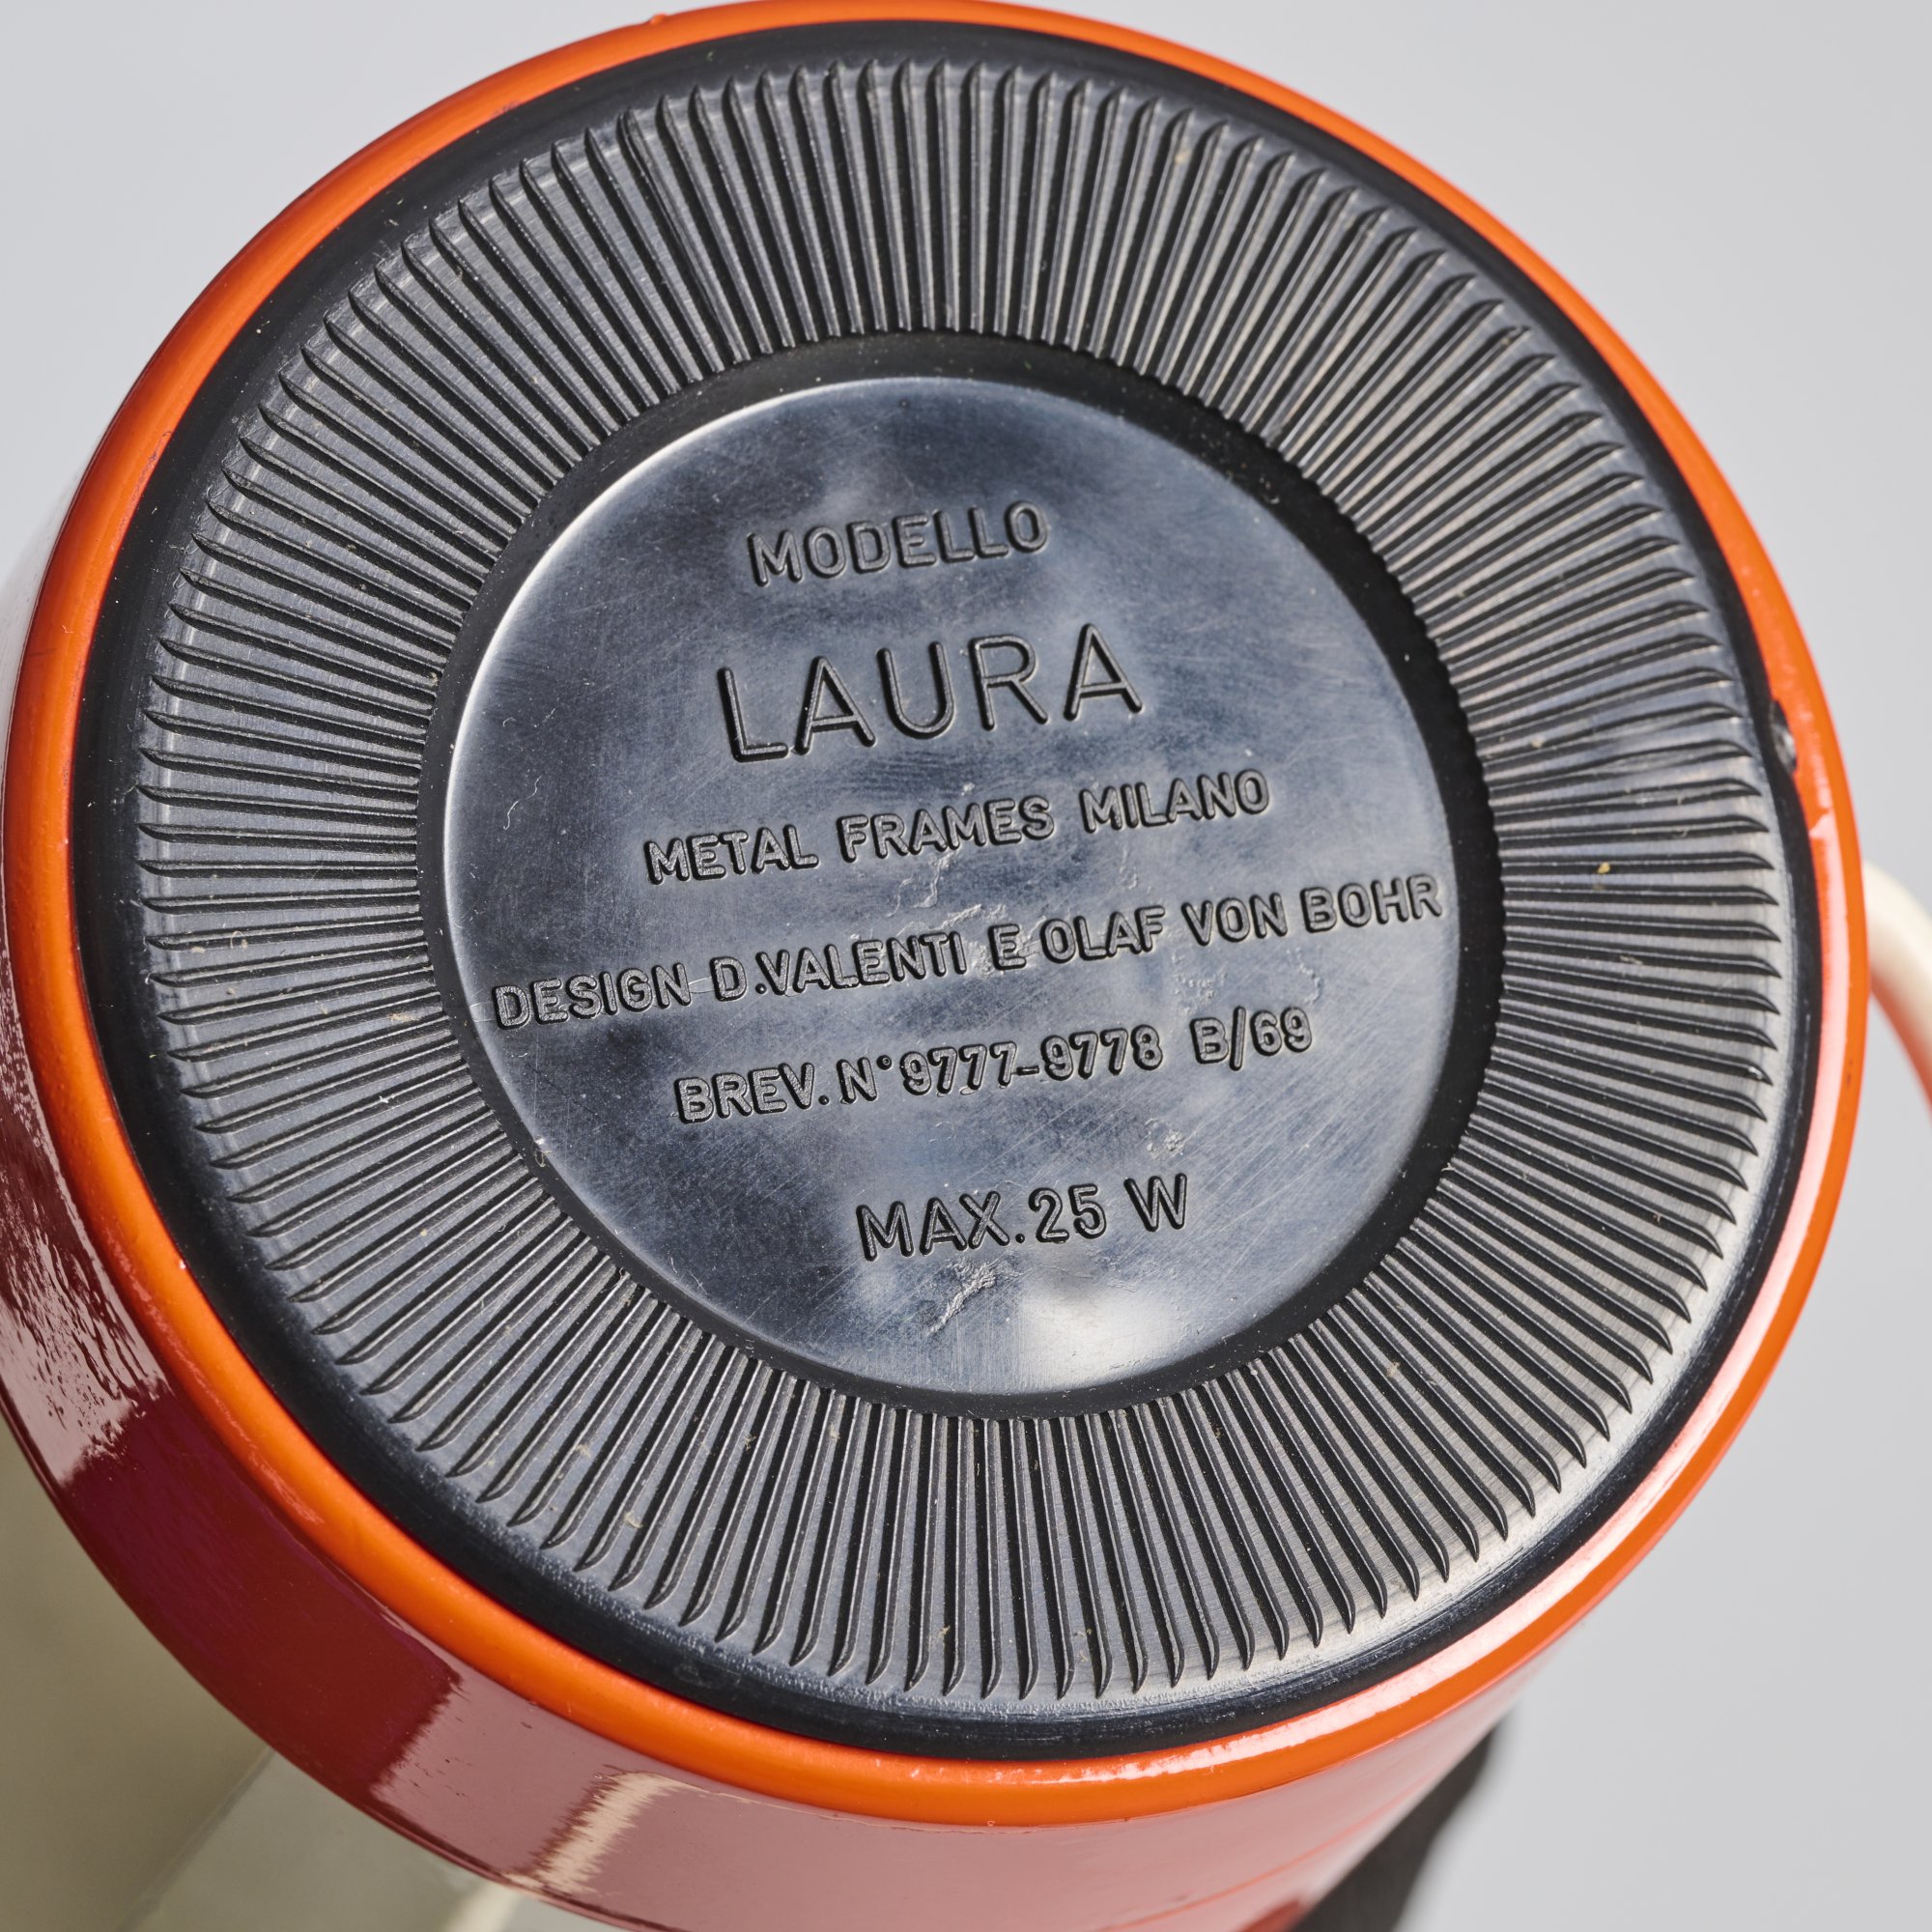 MODELLO
LAURA
METAL FRAMES MILANO
DESIGN D.VALENTI E OLAF VON BOHR
BREV. N° 9777-9778 B/69
MAX. 25 W